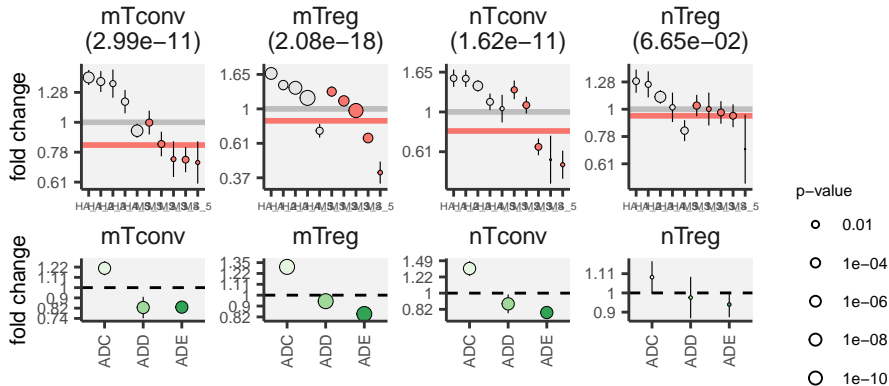 mTconv
(2.99e−11)
mTreg
(2.08e−18)
nTconv
(1.62e−11)
nTreg
(6.65e−02)
fold change
1.28
1
0.78
0.61
1.65
1
0.61
0.37
1.65
1
0.61
1.28
1
0.78
0.61
mTconv
mTreg
nTconv
nTreg
fold change
1.22
1.11
1
0.9
0.82
0.74
1.35
1.22
1.11
1
0.9
0.82
1.49
1.22
1
0.82
1.11
1
0.9
ADC
ADD
ADE
ADC
ADD
ADE
ADC
ADD
ADE
ADC
ADD
ADE
p−value
0.01
1e−04
1e−06
1e−08
1e−10